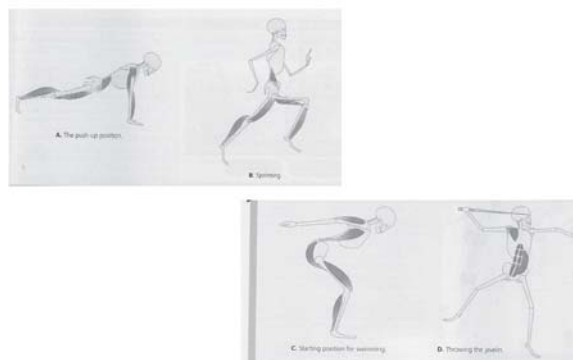 A. The push up position.
B. Sprinting.
C. Starting position for swimming.
D. Throwing the javelin.